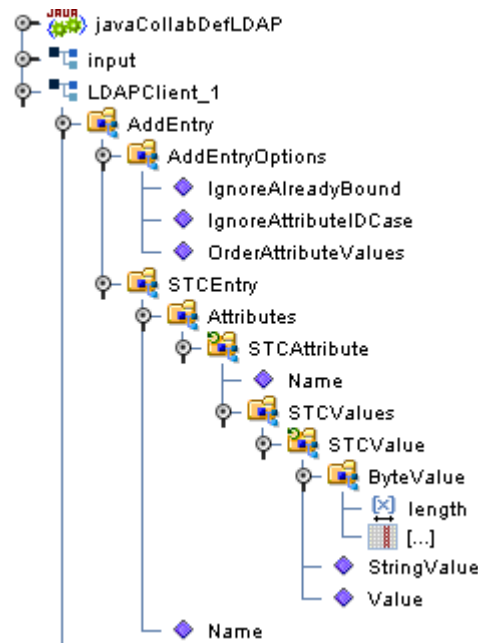 JAVA
javaCollabDefLDAP
input
LDAPClient_1
AddEntry
AddEntryOptions
IgnoreAlreadyBound
IgnoreAttributeIDCase
OrderAttributeValues
STCEntry
Attributes
STCAttribute
Name
STCValues
STCValue
ByteValue
[x] length
[...]
StringValue
Value
Name